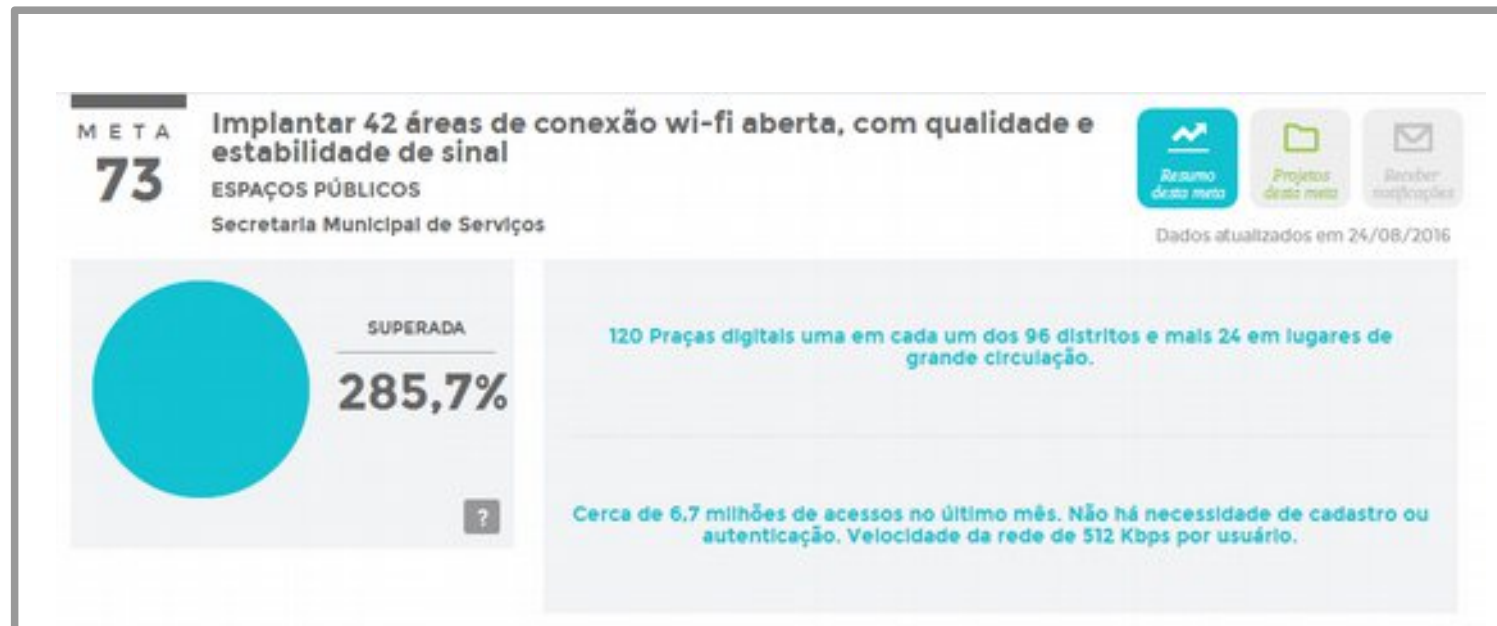 META
73
Implantar 42 áreas de conexão wi-fi aberta, com qualidade e
estabilidade de sinal
ESPAÇOS PÚBLICOS
Secretaria Municipal de Serviços
Resumo
desta meta
Projetos
desta meta
Receber
notificações
Dados atualizados em 24/08/2016
SUPERADA
285,7%
?
120 Praças digitais uma em cada um dos 96 distritos e mais 24 em lugares de
grande circulação.
Cerca de 6,7 milhões de acessos no último mês. Não há necessidade de cadastro ou
autenticação. Velocidade da rede de 512 Kbps por usuário.